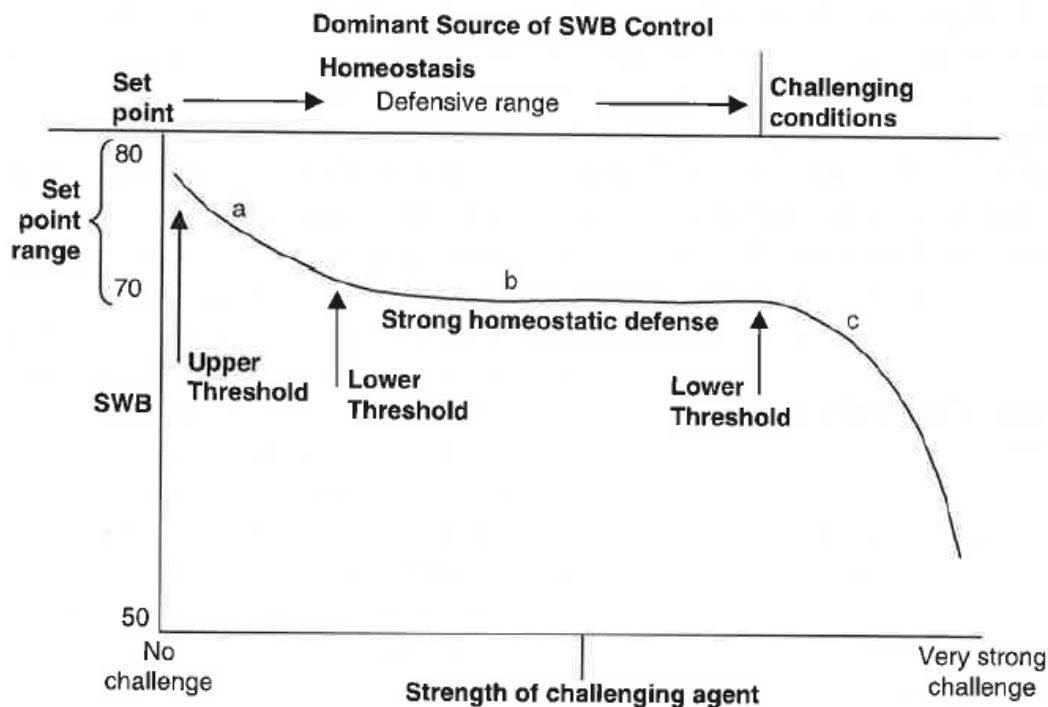 Dominant Source of SWB Control
Set
point
Homeostasis
Defensive range
Challenging
conditions
80
Set
point
range
70
a
b
c
Strong homeostatic defense
Upper
Threshold
Lower
Threshold
Lower
Threshold
SWB
50
No
challenge
Strength of challenging agent
Very strong
challenge